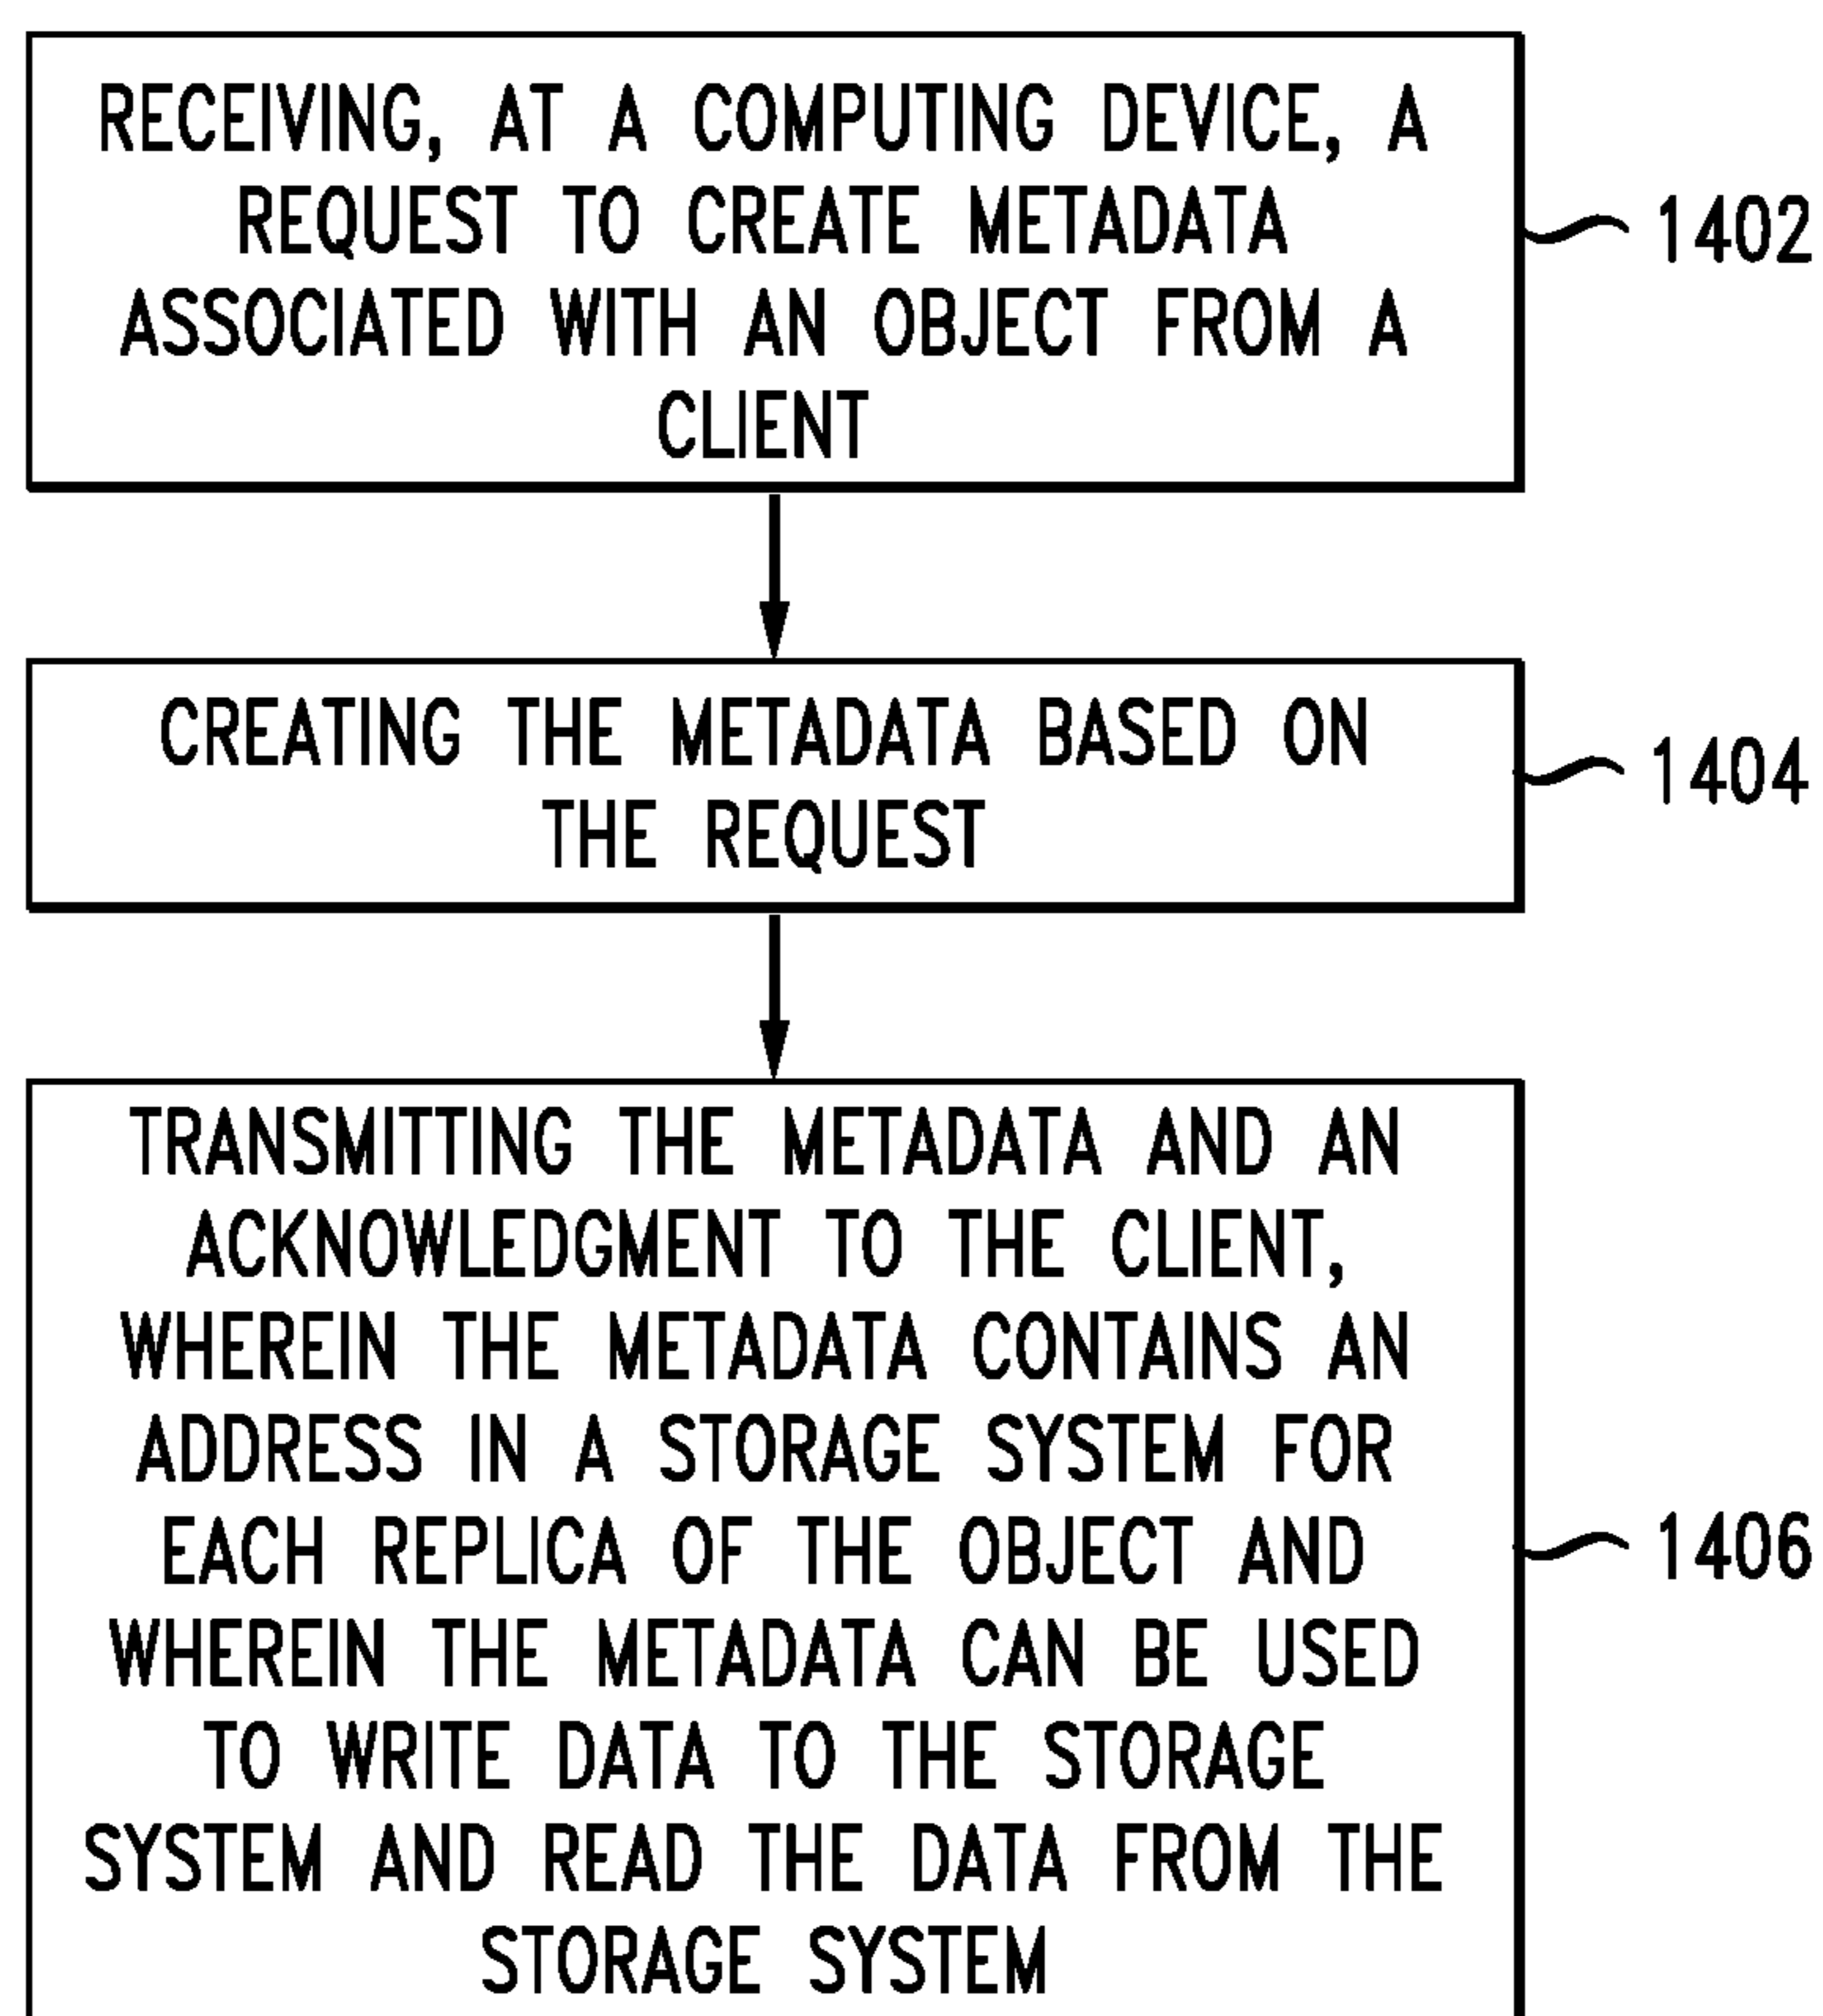 RECEIVING, AT A COMPUTING DEVICE, A
REQUEST TO CREATE METADATA
ASSOCIATED WITH AN OBJECT FROM A
CLIENT
1402
CREATING THE METADATA BASED ON
THE REQUEST
1404
TRANSMITTING THE METADATA AND AN
ACKNOWLEDGMENT TO THE CLIENT,
WHEREIN THE METADATA CONTAINS AN
ADDRESS IN A STORAGE SYSTEM FOR
EACH REPLICA OF THE OBJECT AND
WHEREIN THE METADATA CAN BE USED
TO WRITE DATA TO THE STORAGE
SYSTEM AND READ THE DATA FROM THE
STORAGE SYSTEM
1406